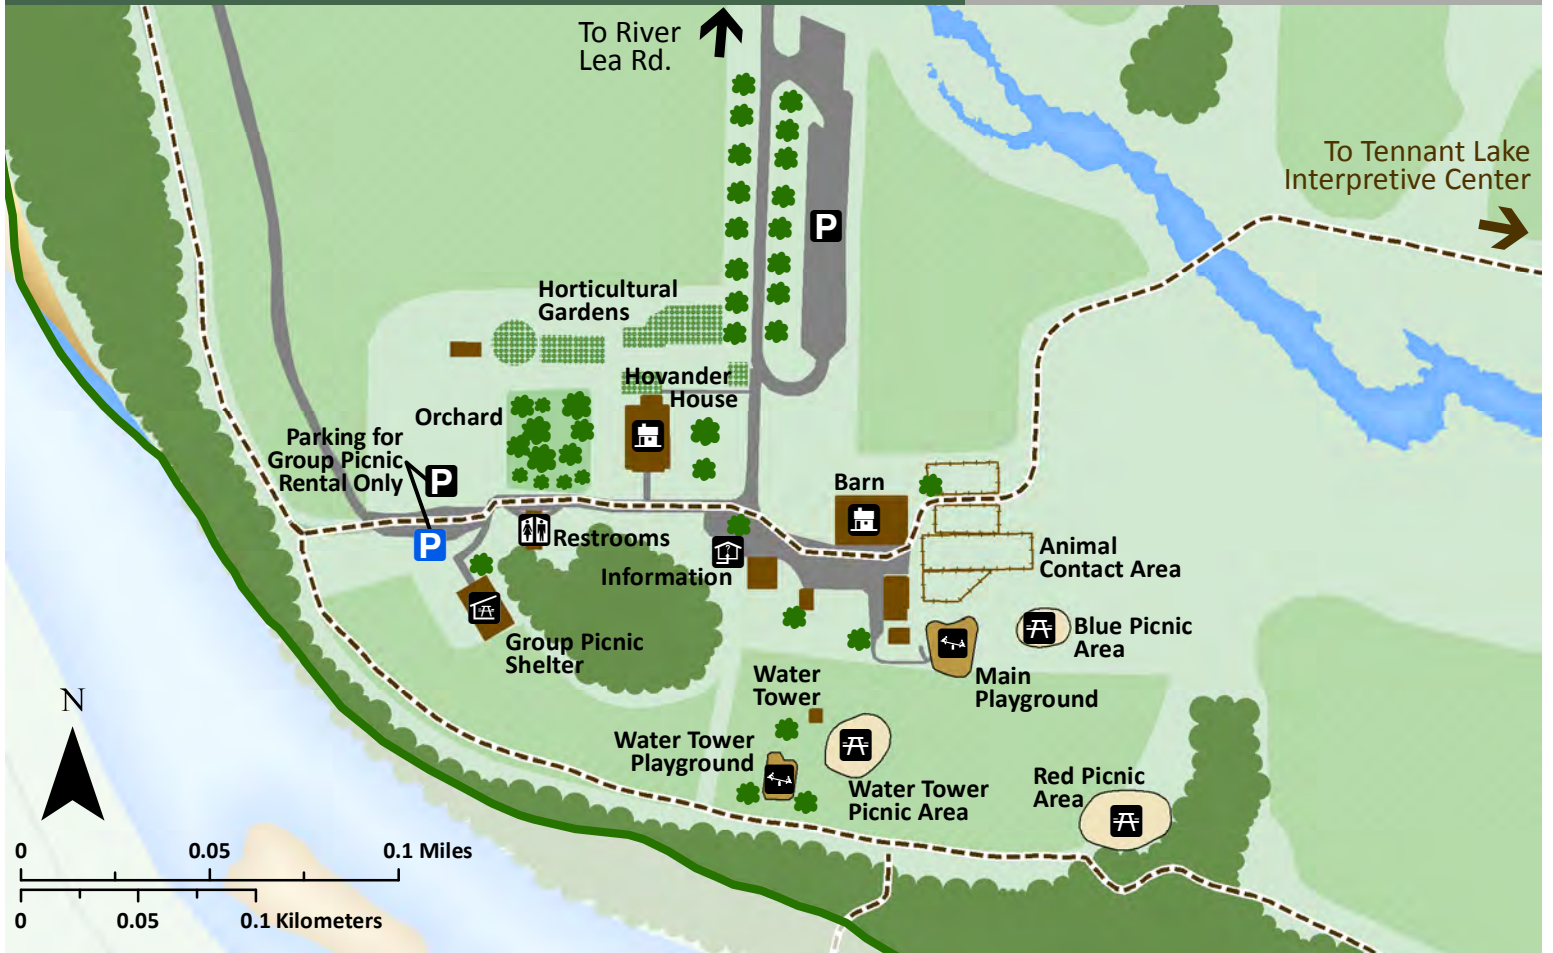 To River
Lea Rd.
To Tennant Lake
Interpretive Center
P
Horticultural
Gardens
Hovander
House
Orchard
Parking for
Group Picnic
Rental Only
P
P
Barn
Restrooms
Information
?
Animal
Contact Area
Blue Picnic
Area
Group Picnic
Shelter
Main
Playground
Water
Tower
Water Tower
Playground
Water Tower
Picnic Area
Red Picnic
Area
N
0 0.05 0.1 Miles
0 0.05 0.1 Kilometers